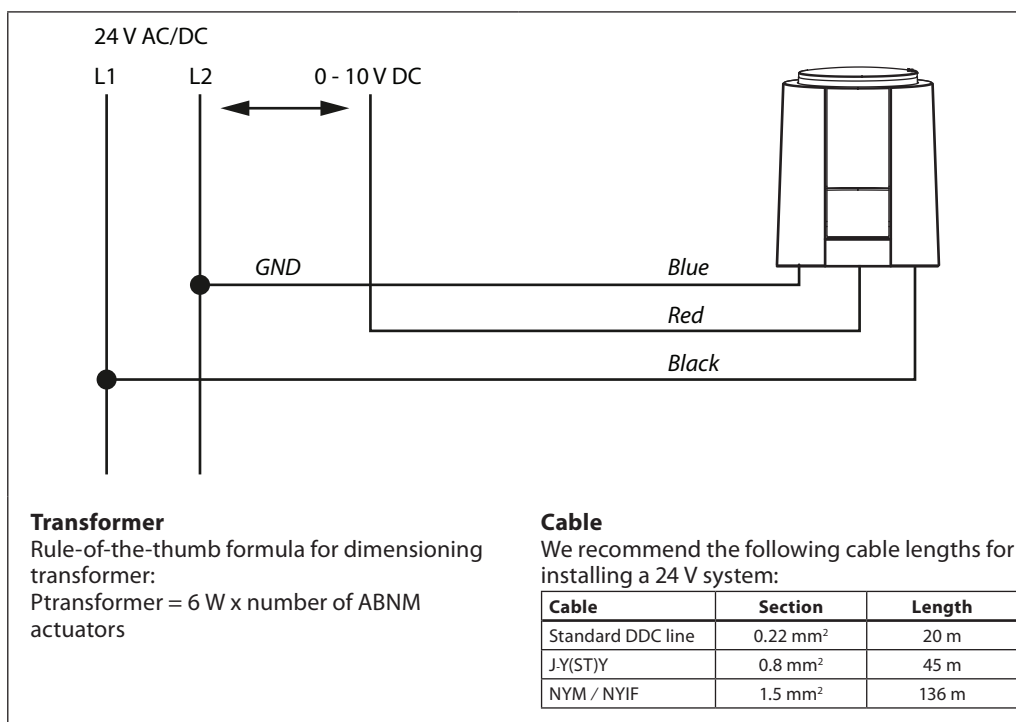 24 V AC/DC
L1 L2 0 - 10 V DC
GND Blue
Red
Black
Transformer
Rule-of-the-thumb formula for dimensioning
transformer:
Ptransformer = 6 W x number of ABNM
actuators
Cable
We recommend the following cable lengths for
installing a 24 V system:
Cable Section Length
Standard DDC line 0.22 mm² 20 m
J-Y(ST)Y 0.8 mm² 45 m
NYM / NYIF 1.5 mm² 136 m